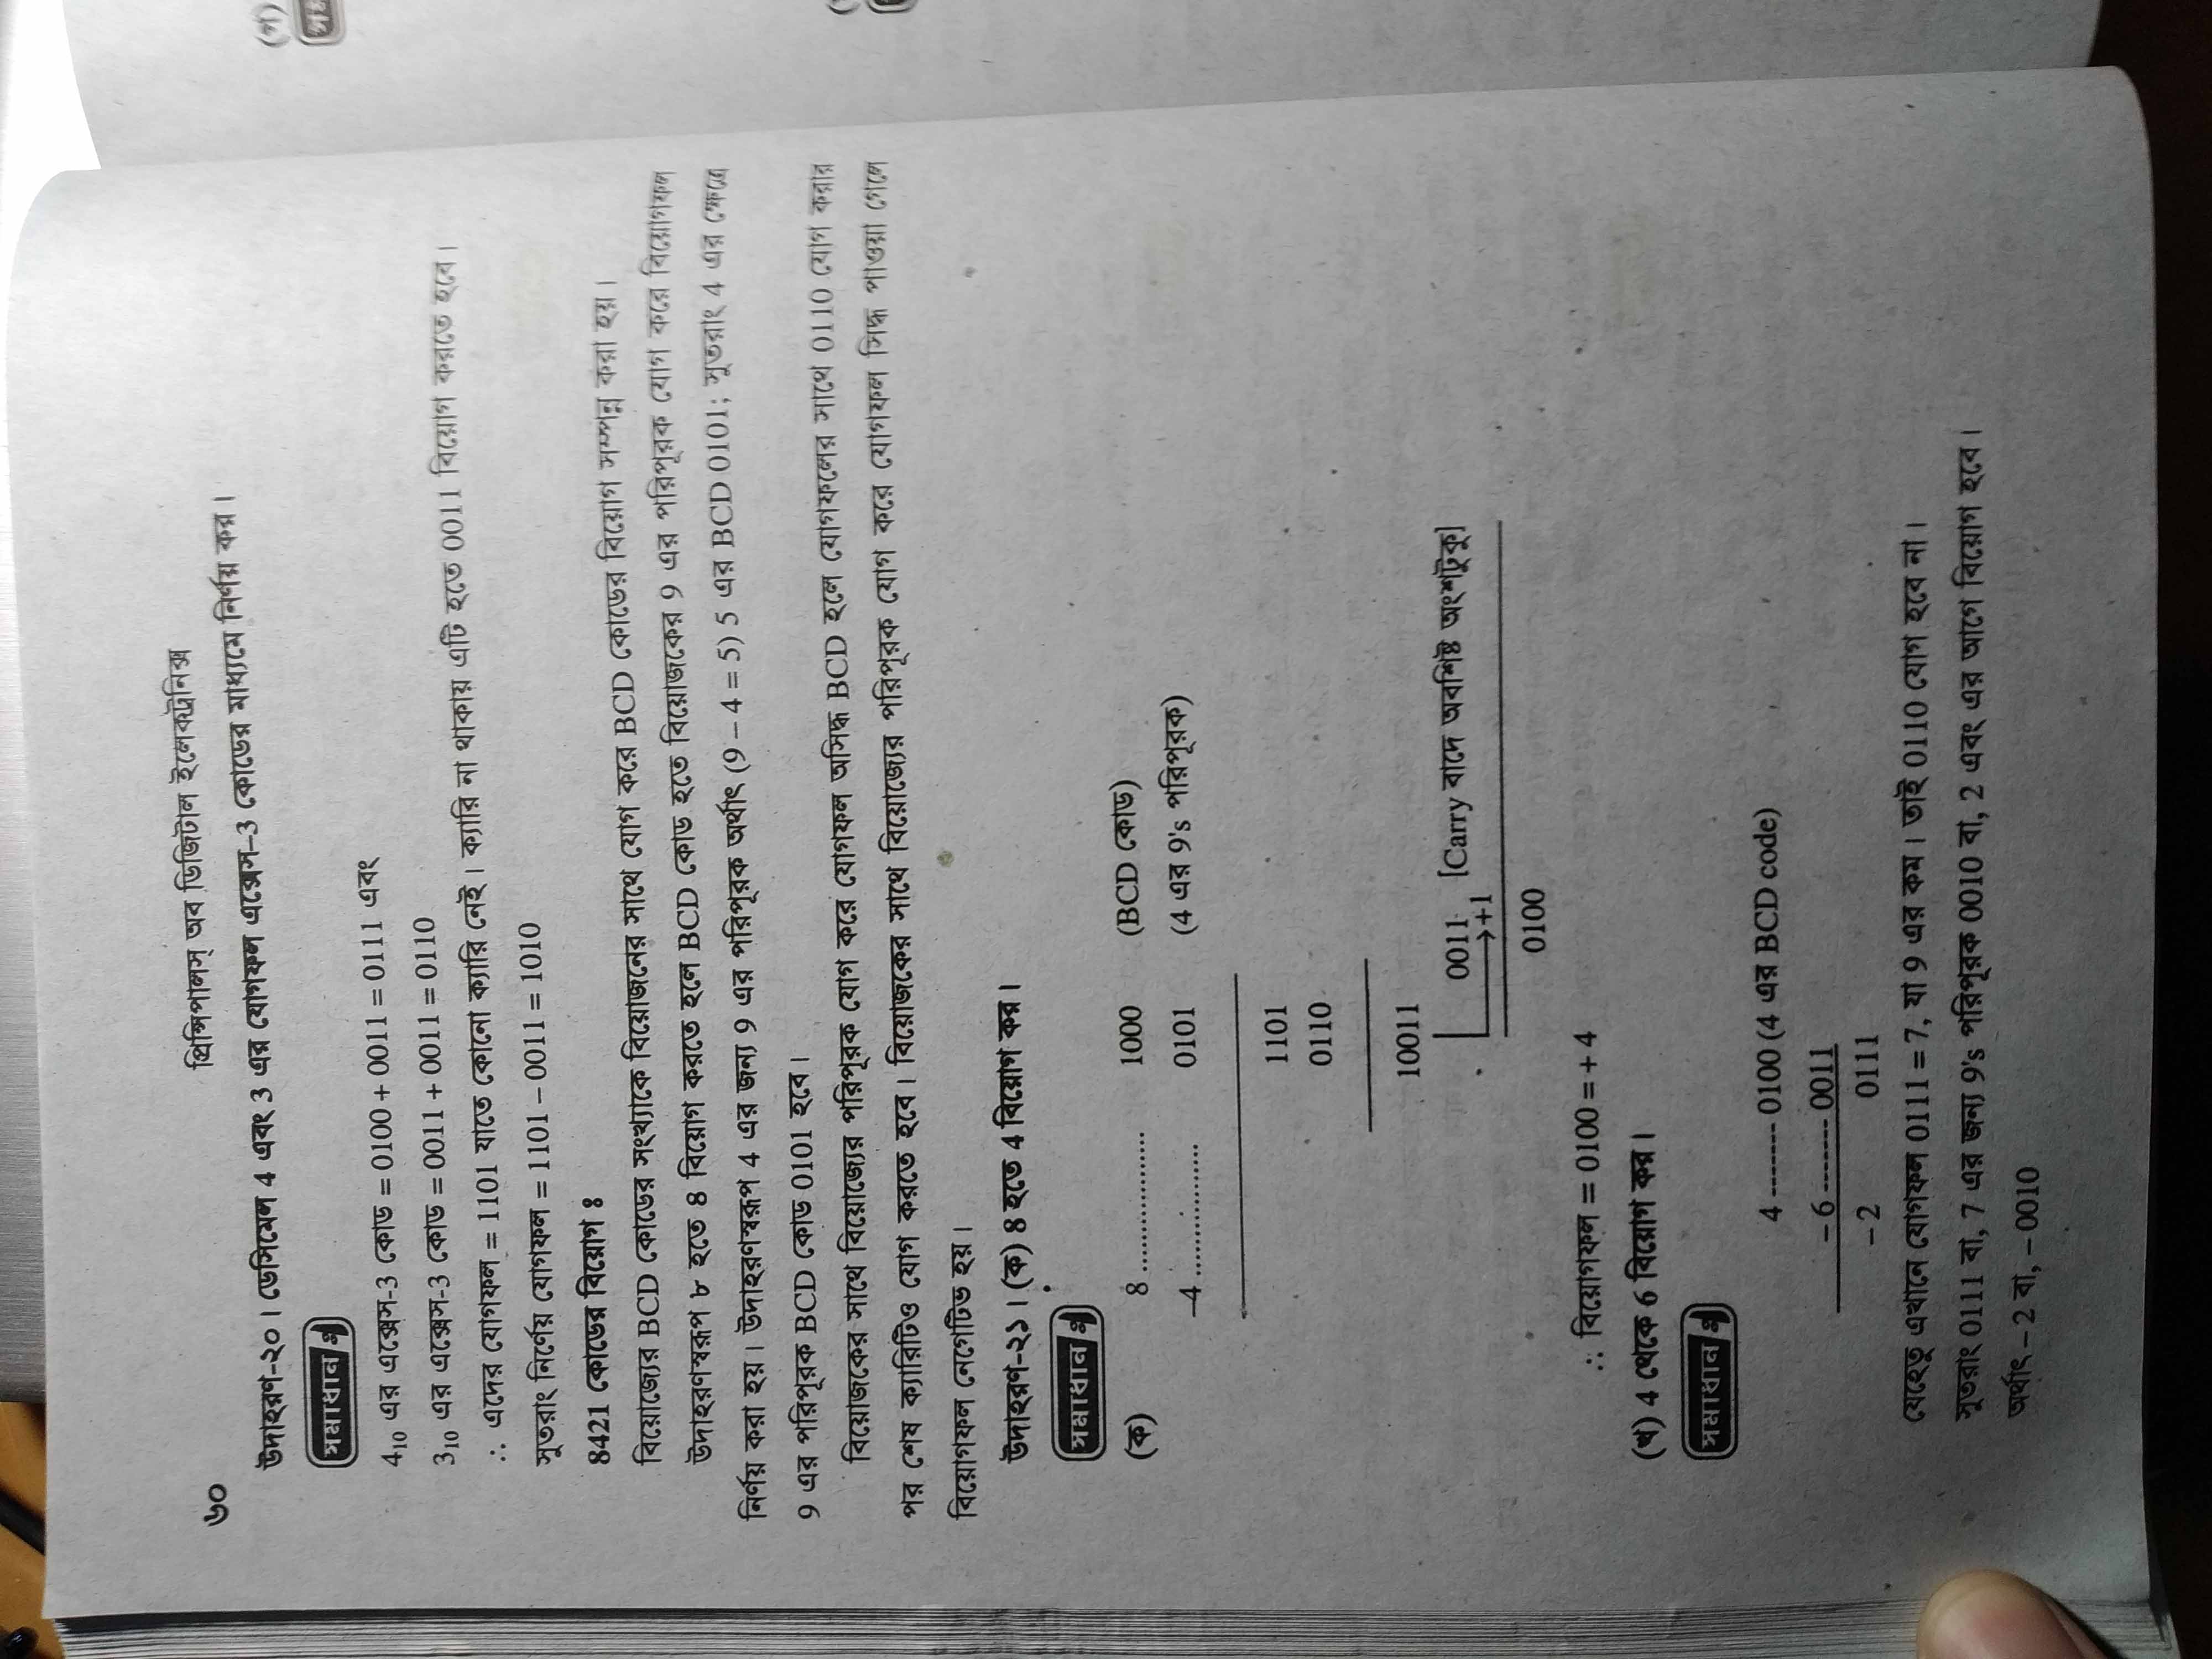 ৬০
প্রিন্সিপালস্ অব ডিজিটাল ইলেকট্রনিক্স
উদাহরণ-২০। ডেসিমেল 4 এবং 3 এর যোগফল এক্সেস–3 কোডের মাধ্যমে নির্ণয় কর।
সমাধান ঃ
4₁₀ এর এক্সেস-3 কোড = 0100 + 0011 = 0111 এবং
3₁₀ এর এক্সেস-3 কোড = 0011 + 0011 = 0110
∴ এদের যোগফল = 1101 যাতে কোনো ক্যারি নেই। ক্যারি না থাকায় এটি হতে 0011 বিয়োগ করতে হবে।
সুতরাং নির্ণেয় যোগফল = 1101 – 0011 = 1010
8421 কোডের বিয়োগ ঃ
বিয়োজ্যের BCD কোডের সংখ্যাকে বিয়োজনের সাথে যোগ করে BCD কোডের বিয়োগ সম্পন্ন করা হয়।
উদাহরণস্বরূপ ৮ হতে 8 বিয়োগ করতে হলে BCD কোড হতে বিয়োজকের 9 এর পরিপূরক যোগ করে বিয়োগফল
নির্ণয় করা হয়। উদাহরণস্বরূপ 4 এর জন্য 9 এর পরিপূরক অর্থাৎ (9 – 4 = 5) 5 এর BCD 0101; সুতরাং 4 এর ক্ষেত্রে
9 এর পরিপূরক BCD কোড 0101 হবে।
বিয়োজকের সাথে বিয়োজ্যের পরিপূরক যোগ করে যোগফল অসিদ্ধ BCD হলে যোগফলের সাথে 0110 যোগ করার
পর শেষ ক্যারিটিও যোগ করতে হবে। বিয়োজকের সাথে বিয়োজ্যের পরিপূরক যোগ করে যোগফল সিদ্ধ পাওয়া গেলে
বিয়োগফল নেগেটিভ হয়।
উদাহরণ-২১। (ক) 8 হতে 4 বিয়োগ কর।
সমাধান ঃ
(ক) 8 .................. 1000 (BCD কোড)
–4 ................. 0101 (4 এর 9's পরিপূরক)
1101
0110
10011
0011 [Carry বাদে অবশিষ্ট অংশটুকু]
→+1
0100
∴ বিয়োগফল = 0100 = + 4
(খ) 4 থেকে 6 বিয়োগ কর।
সমাধান ঃ
4 ------- 0100 (4 এর BCD code)
– 6 ------- 0011
– 2 0111
যেহেতু এখানে যোগফল 0111 = 7, যা 9 এর কম। তাই 0110 যোগ হবে না।
সুতরাং 0111 বা, 7 এর জন্য 9's পরিপূরক 0010 বা, 2 এবং এর আগে বিয়োগ হবে।
অর্থাৎ – 2 বা, – 0010
(গ)